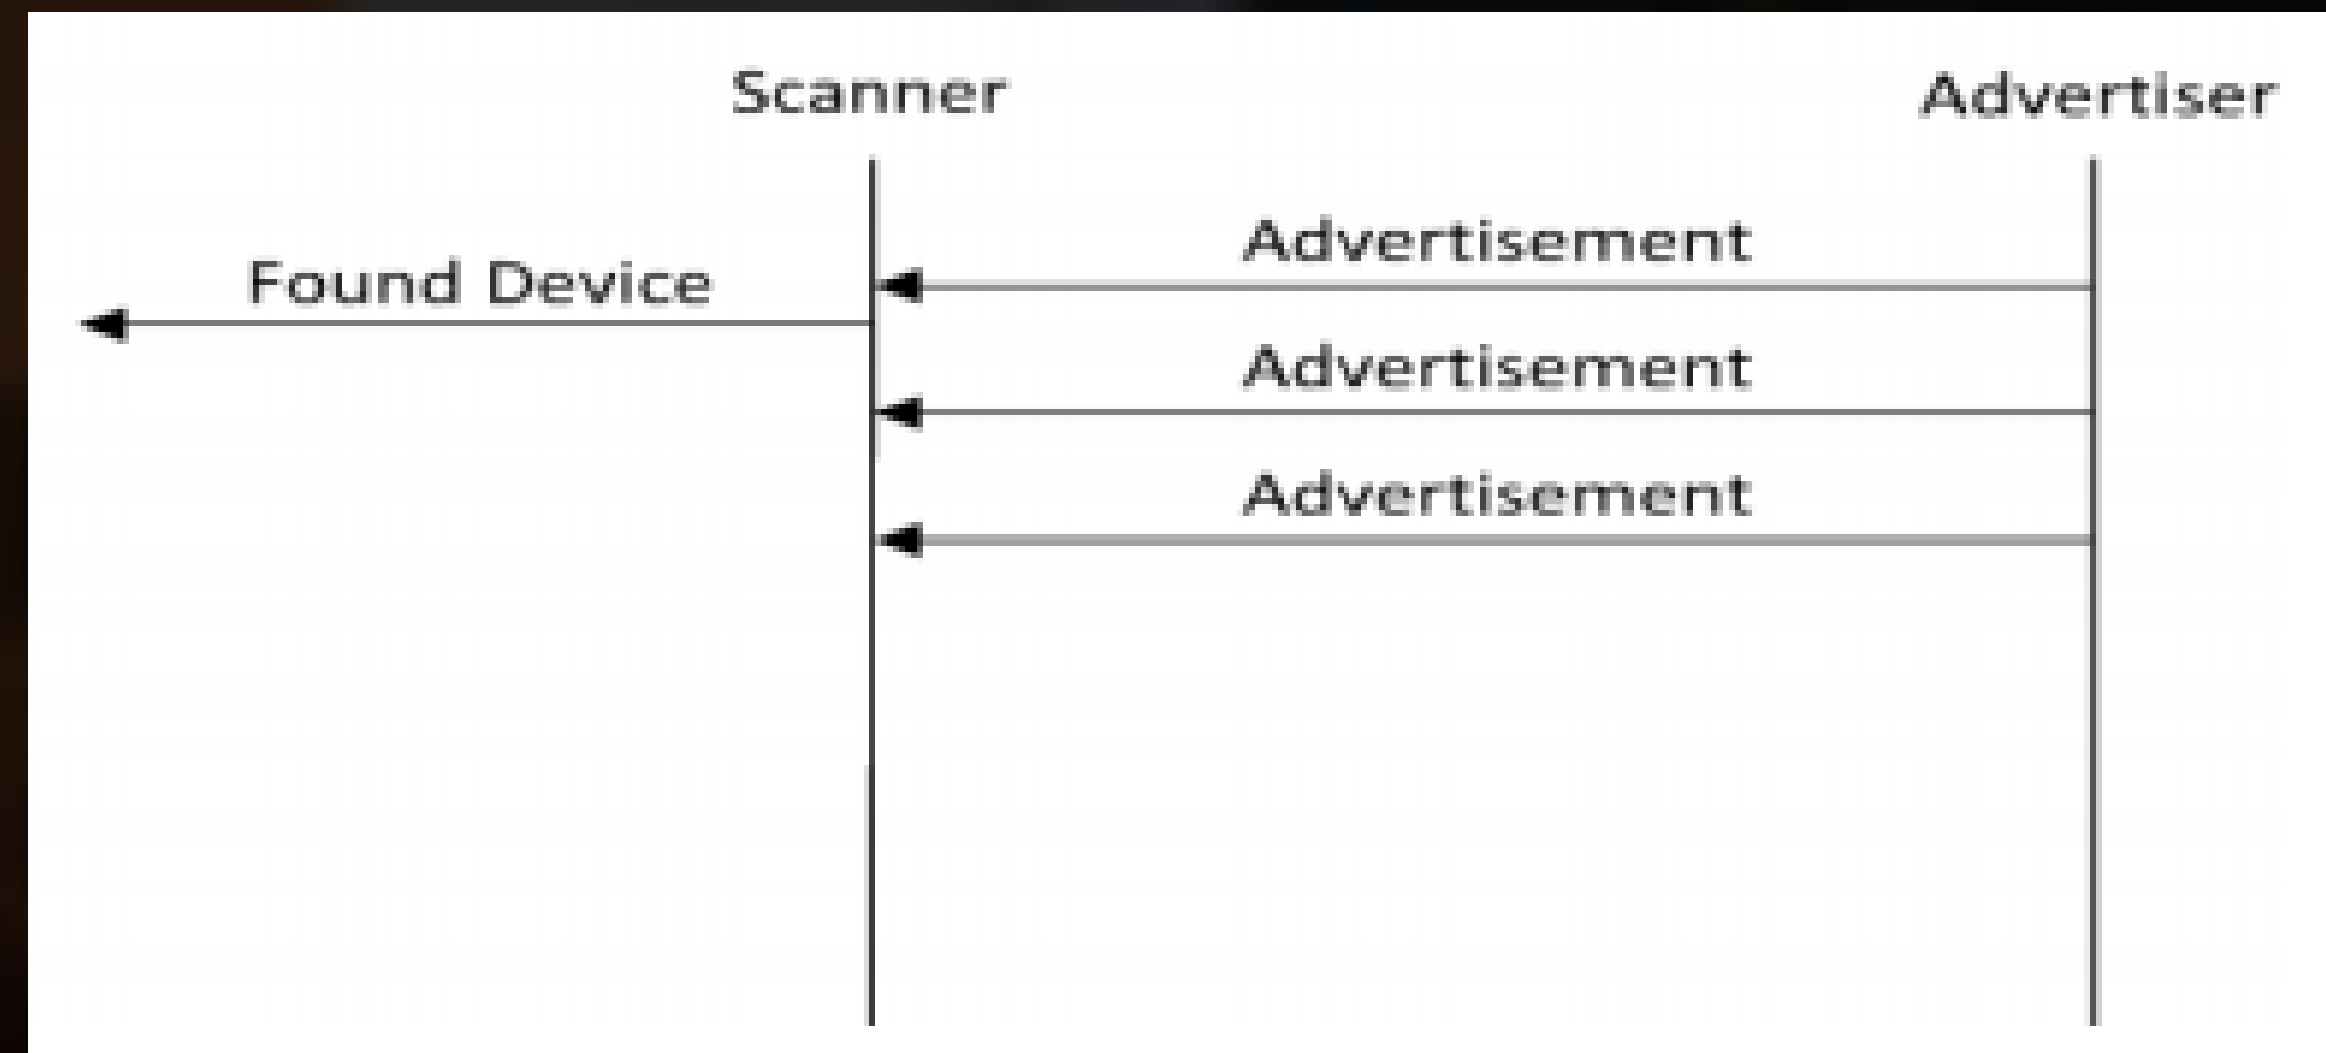 Scanner
Advertiser
Advertisement
Found Device
Advertisement
Advertisement